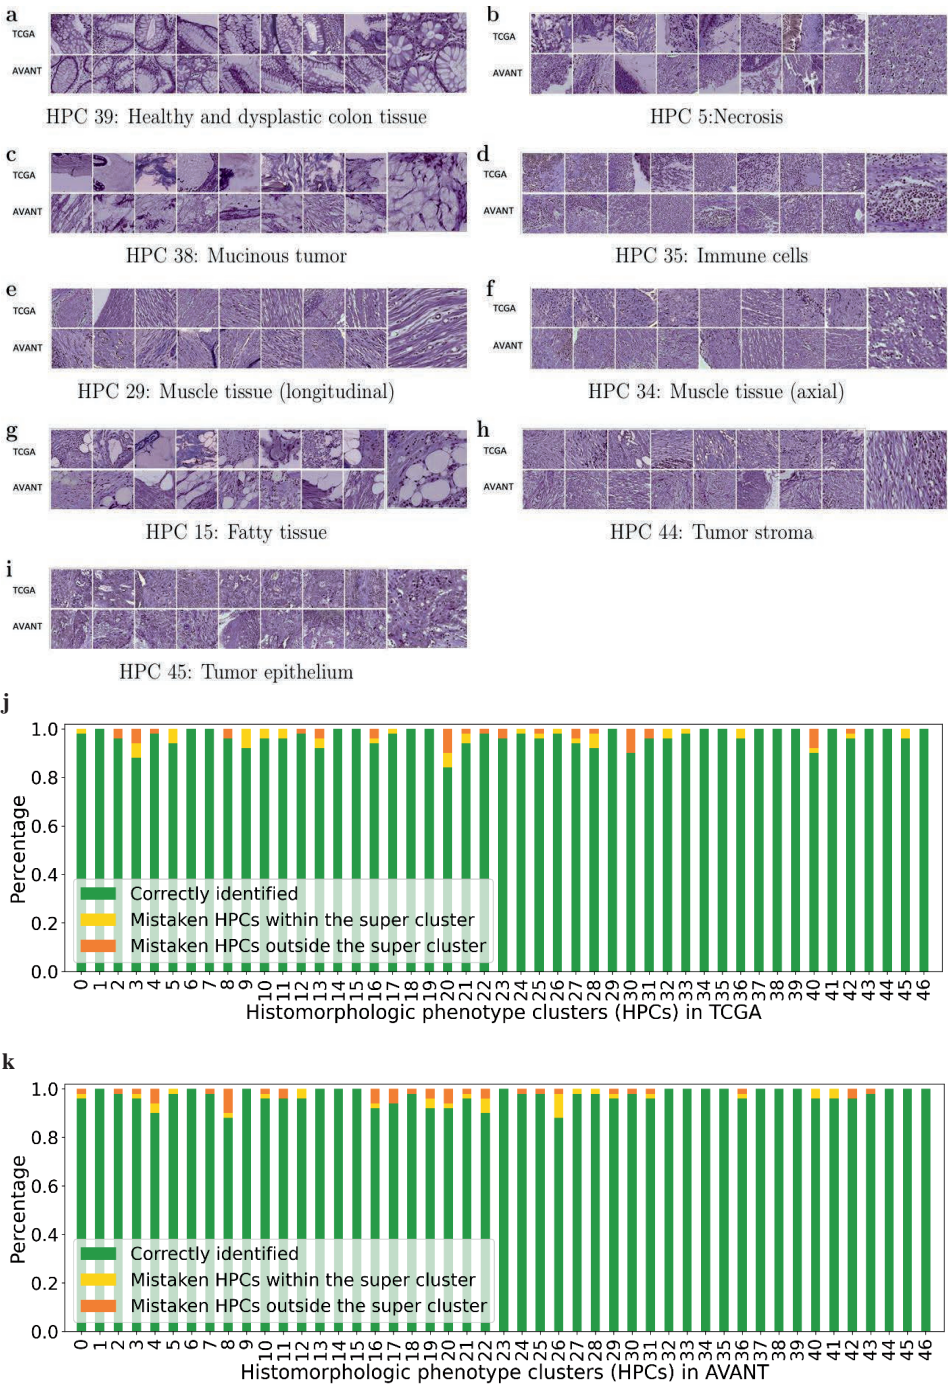 a
TCGA
AVANT
HPC 39: Healthy and dysplastic colon tissue
b
TCGA
AVANT
HPC 5:Necrosis
c
TCGA
AVANT
HPC 38: Mucinous tumor
d
TCGA
AVANT
HPC 35: Immune cells
e
TCGA
AVANT
HPC 29: Muscle tissue (longitudinal)
f
TCGA
AVANT
HPC 34: Muscle tissue (axial)
g
TCGA
AVANT
HPC 15: Fatty tissue
h
TCGA
AVANT
HPC 44: Tumor stroma
i
TCGA
AVANT
HPC 45: Tumor epithelium
j
Percentage
1.0
0.8
0.6
0.4
0.2
0.0
Correctly identified
Mistaken HPCs within the super cluster
Mistaken HPCs outside the super cluster
0 1 2 3 4 5 6 7 8 9 10 11 12 13 14 15 16 17 18 19 20 21 22 23 24 25 26 27 28 29 30 31 32 33 34 35 36 37 38 39 40 41 42 43 44 45 46
Histomorphologic phenotype clusters (HPCs) in TCGA
k
Percentage
1.0
0.8
0.6
0.4
0.2
0.0
Correctly identified
Mistaken HPCs within the super cluster
Mistaken HPCs outside the super cluster
0 1 2 3 4 5 6 7 8 9 10 11 12 13 14 15 16 17 18 19 20 21 22 23 24 25 26 27 28 29 30 31 32 33 34 35 36 37 38 39 40 41 42 43 44 45 46
Histomorphologic phenotype clusters (HPCs) in AVANT